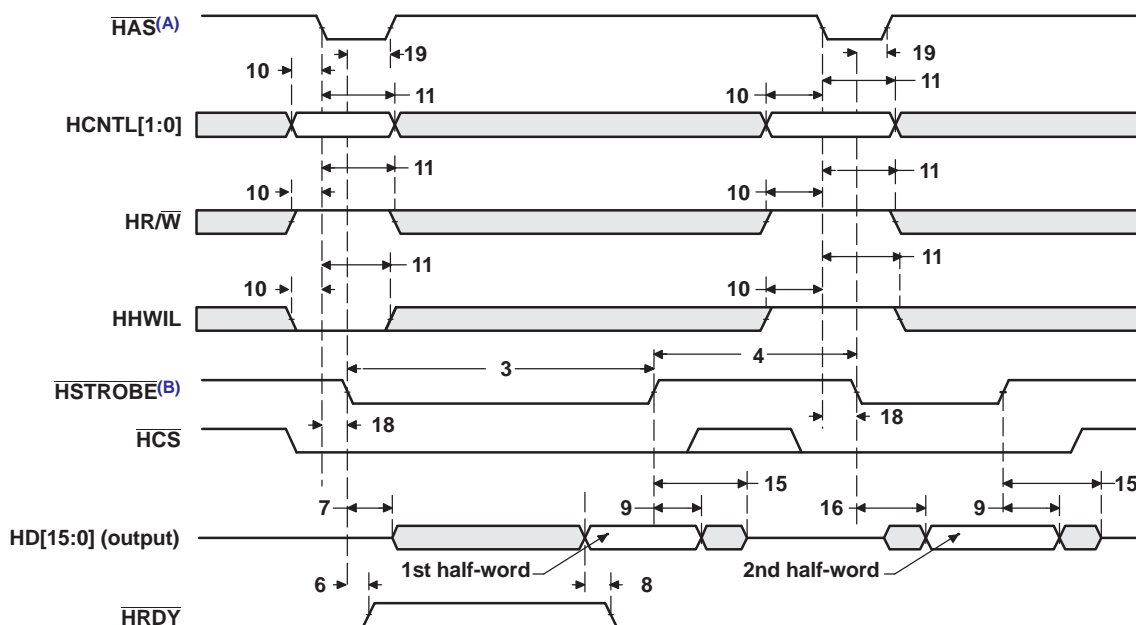 HAS(A)
19
19
10
11
10
11
HCNTL[1:0]
11
11
10
10
HR/W
11
11
10
10
HHWIL
3
4
HSTROBE(B)
18
18
HCS
15
15
7
9
16
9
HD[15:0] (output)
1st half-word
2nd half-word
6
8
HRDY